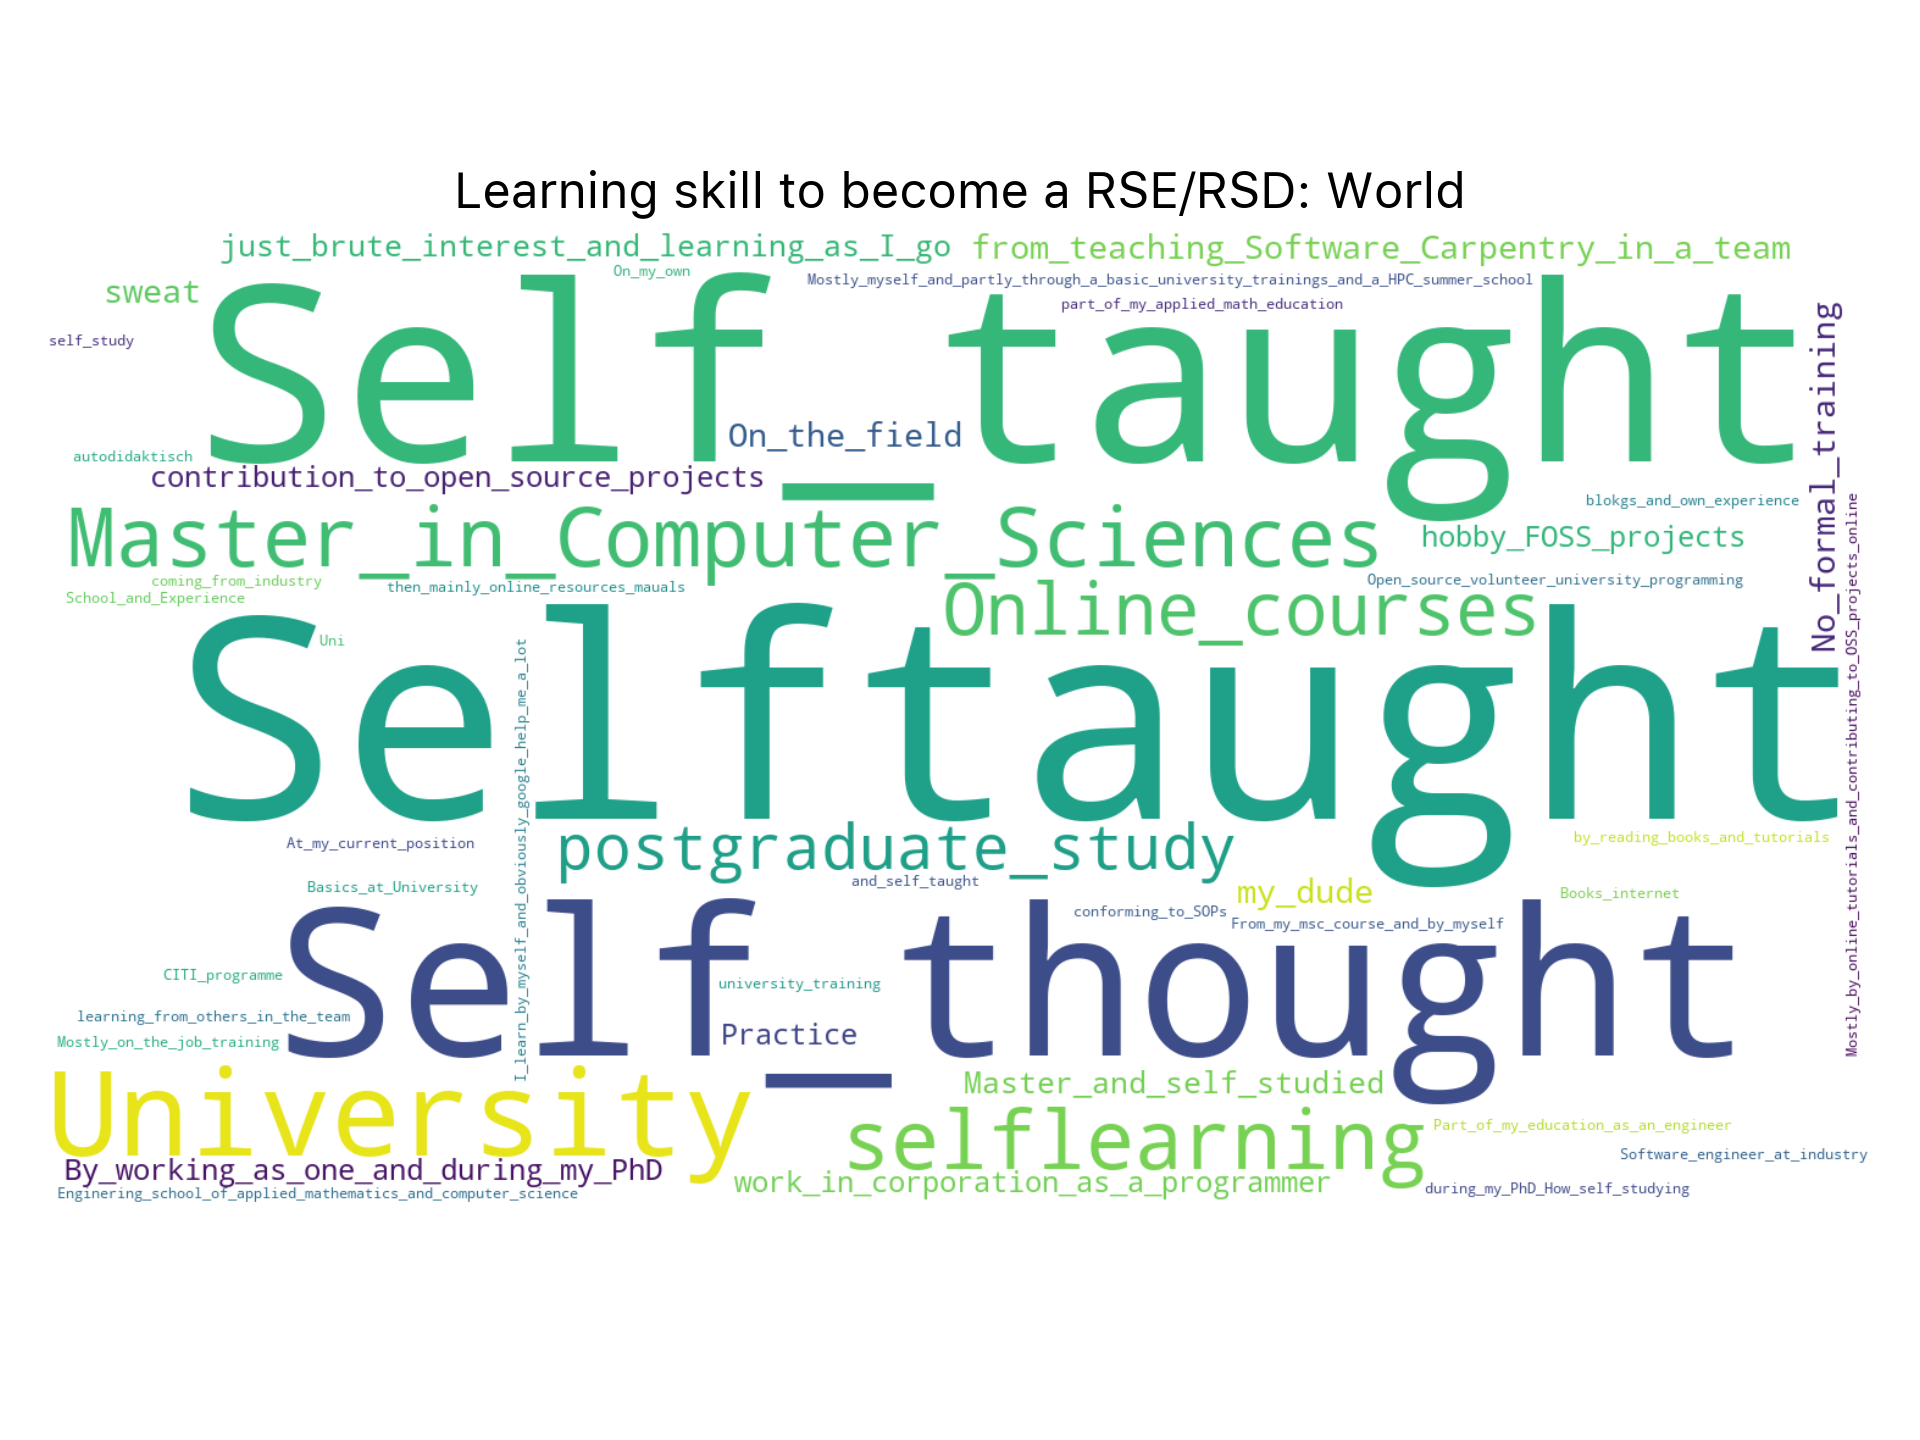 Learning skill to become a RSE/RSD: World
just_brute_interest_and_learning_as_I_go
from_teaching_Software_Carpentry_in_a_team
On_my_own
Mostly_myself_and_partly_through_a_basic_university_trainings_and_a_HPC_summer_school
sweat
part_of_my_applied_math_education
self_study
Self_taught
No_formal_training
On_the_field
autodidaktisch
contribution_to_open_source_projects
blokgs_and_own_experience
Master_in_Computer_Sciences
hobby_FOSS_projects
coming_from_industry
then_mainly_online_resources_mauals
Open_source_volunteer_university_programming
School_and_Experience
Online_courses
Uni
Selftaught
I_learn_by_myself_and_obviously_google_help_me_a_lot
Mostly_by_online_tutorials_and_contributing_to_OSS_projects_online
At_my_current_position
postgraduate_study
by_reading_books_and_tutorials
Basics_at_University
and_self_taught
my_dude
Books_internet
conforming_to_SOPs
From_my_msc_course_and_by_myself
Self_thought
CITI_programme
university_training
learning_from_others_in_the_team
Practice
Mostly_on_the_job_training
University
Master_and_self_studied
selflearning
Part_of_my_education_as_an_engineer
Software_engineer_at_industry
By_working_as_one_and_during_my_PhD
work_in_corporation_as_a_programmer
during_my_PhD_How_self_studying
Enginering_school_of_applied_mathematics_and_computer_science